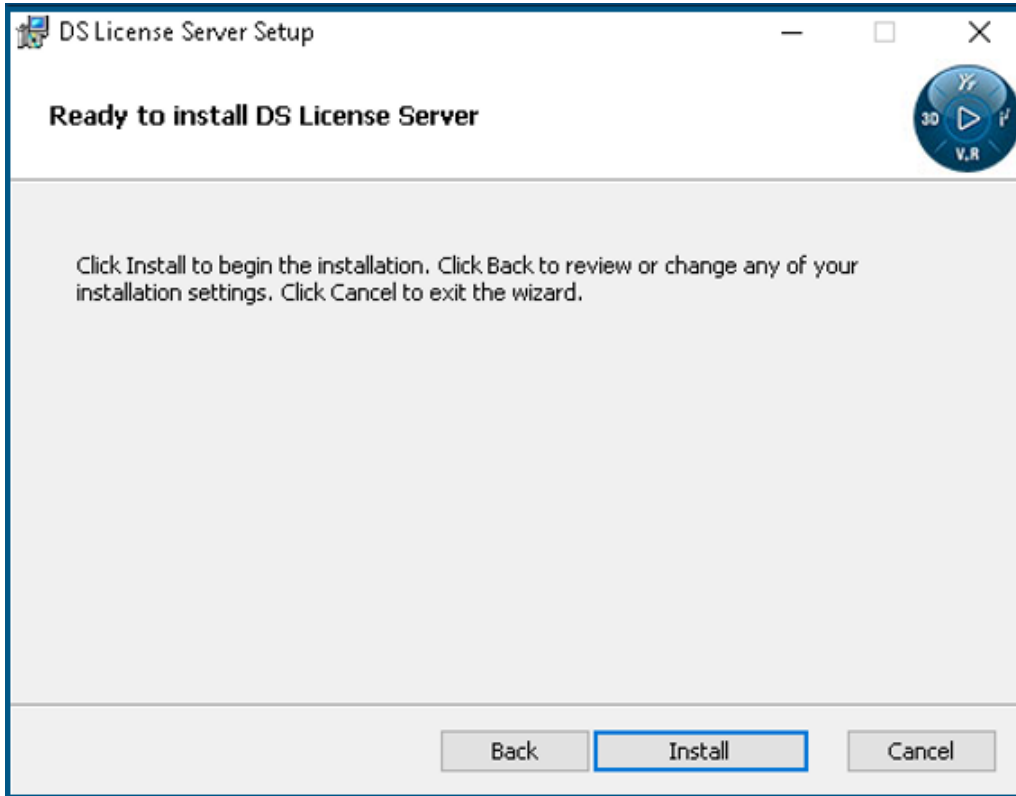 DS License Server Setup
Ready to install DS License Server
3D
V.R
Click Install to begin the installation. Click Back to review or change any of your
installation settings. Click Cancel to exit the wizard.
Back
Install
Cancel